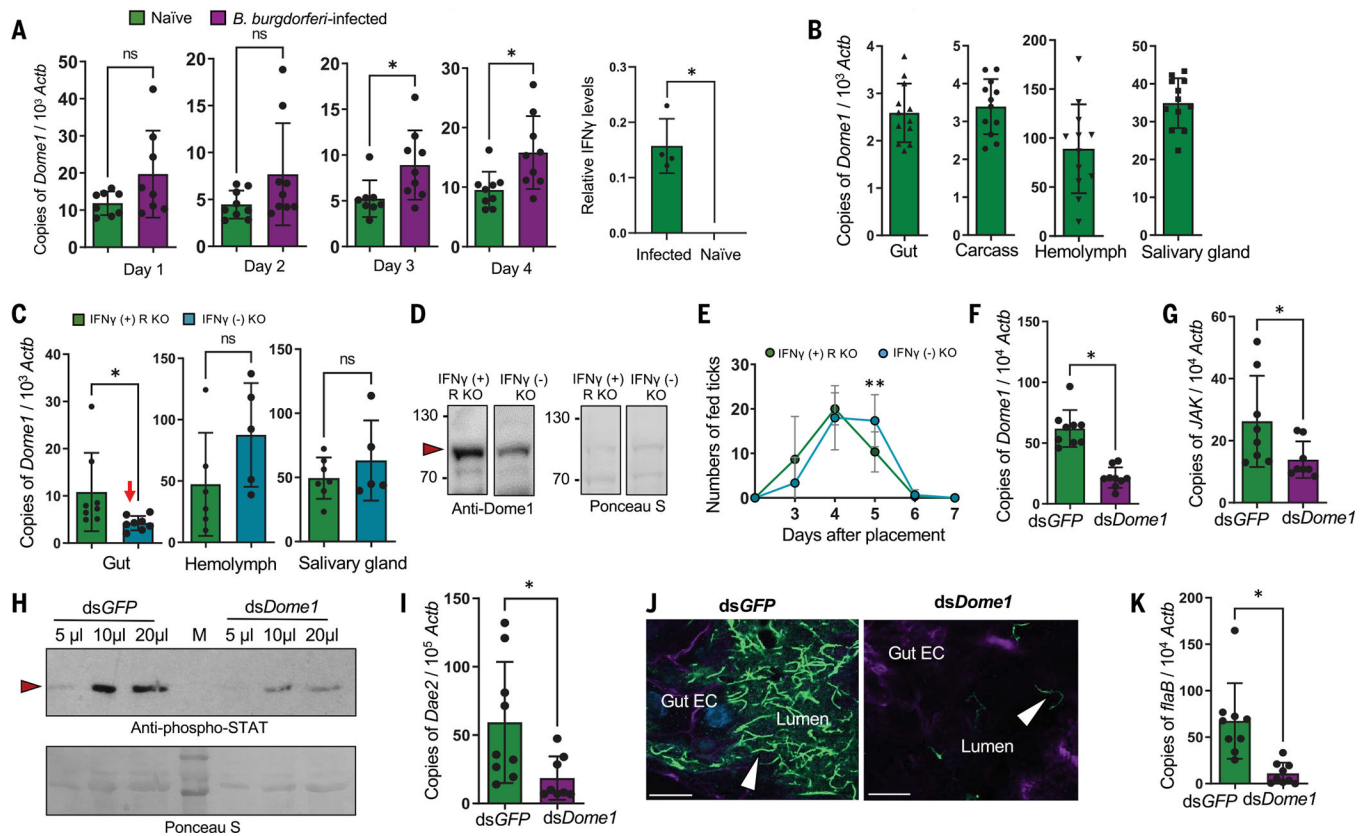 Naïve B. burgdorferi-infected
A
Copies of Dome1 / 10³ Actb
50
40
30
20
10
0
ns
Day 1
20
15
10
5
0
ns
Day 2
20
15
10
5
0
*
Day 3
30
20
10
0
*
Day 4
Relative IFNγ levels
0.3
0.2
0.1
0.0
*
Infected Naïve
B
Copies of Dome1 / 10³ Actb
5
4
3
2
1
0
Gut
5
4
3
2
1
0
Carcass
200
150
100
50
0
Hemolymph
50
40
30
20
10
0
Salivary gland
C
IFNγ (+) R KO IFNγ (-) KO
Copies of Dome1 / 10³ Actb
40
30
20
10
0
*
Gut
150
100
50
0
ns
Hemolymph
150
100
50
0
ns
Salivary gland
D
IFNγ (+) IFNγ (-)
R KO KO
130
70
Anti-Dome1
IFNγ (+) IFNγ (-)
R KO KO
130
70
Ponceau S
E
IFNγ (+) R KO IFNγ (-) KO
Numbers of fed ticks
30
20
10
0
**
3 4 5 6 7
Days after placement
F
Copies of Dome1 / 10⁴ Actb
150
100
50
0
*
dsGFP dsDome1
G
Copies of JAK / 10⁴ Actb
60
40
20
0
*
dsGFP dsDome1
H
dsGFP dsDome1
5 µl 10µl 20µl M 5 µl 10µl 20µl
Anti-phospho-STAT
Ponceau S
I
Copies of Dae2 / 10⁵ Actb
150
100
50
0
*
dsGFP dsDome1
J
dsGFP dsDome1
Gut EC
Lumen
Gut EC
Lumen
K
Copies of flaB / 10⁴ Actb
200
150
100
50
0
*
dsGFP dsDome1